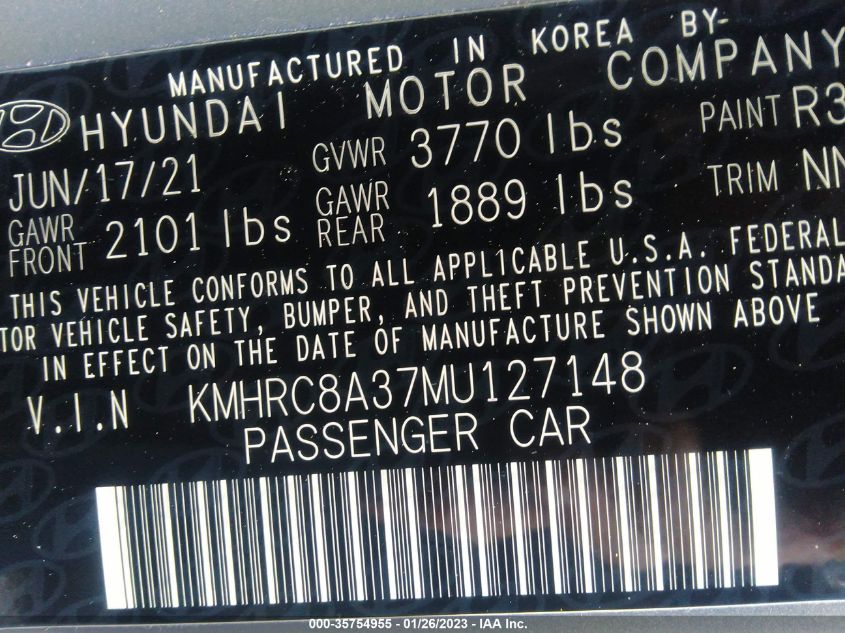 MANUFACTURED IN KOREA BY-
HYUNDAI MOTOR COMPANY
JUN/17/21 GVWR 3770 lbs PAINT R3
GAWR FRONT 2101 lbs GAWR REAR 1889 lbs TRIM NN
THIS VEHICLE CONFORMS TO ALL APPL1CABLE U.S.A. FEDERAL
TOR VEHICLE SAFETY, BUMPER, AND THEFT PREVENTION STANDA
IN EFFECT ON THE DATE OF MANUFACTURE SHOWN ABOVE
V.I.N KMHRC8A37MU127148
PASSENGER CAR
000-35754955 — 01/26/2023 — IAA Inc.